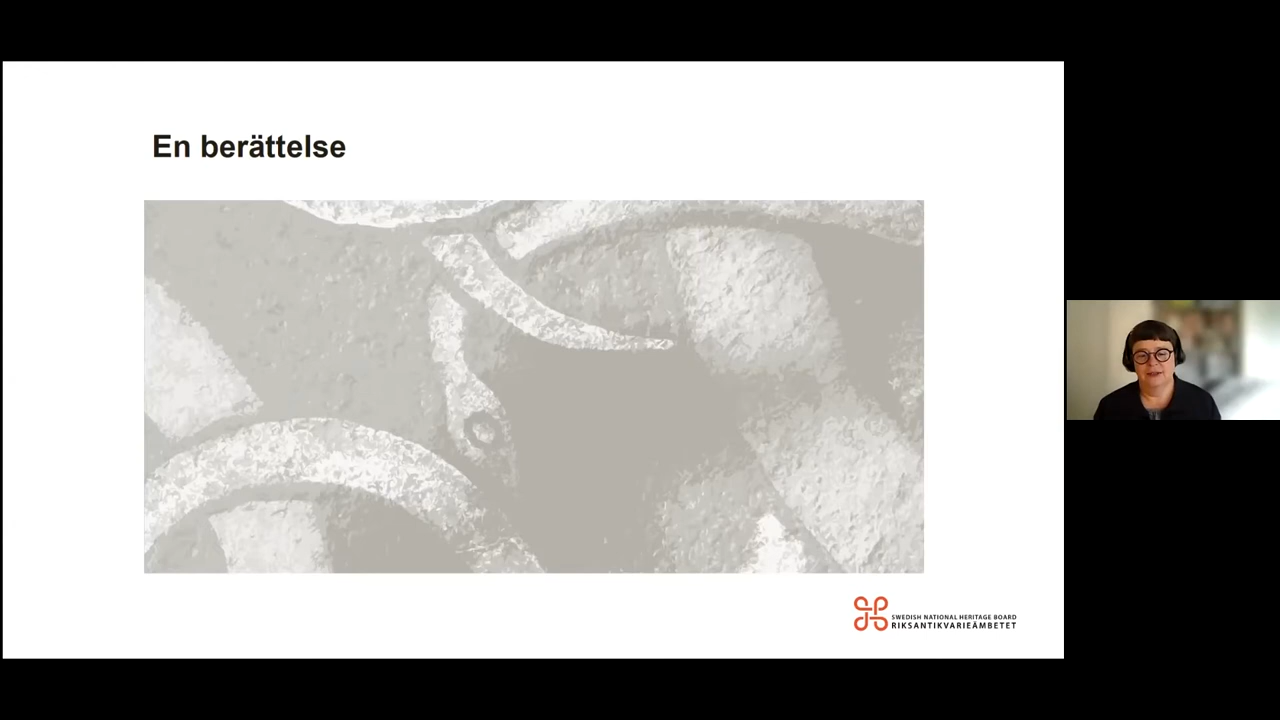 En berättelse
SWEDISH NATIONAL HERITAGE BOARD
RIKSANTIKVARIEÄMBETET